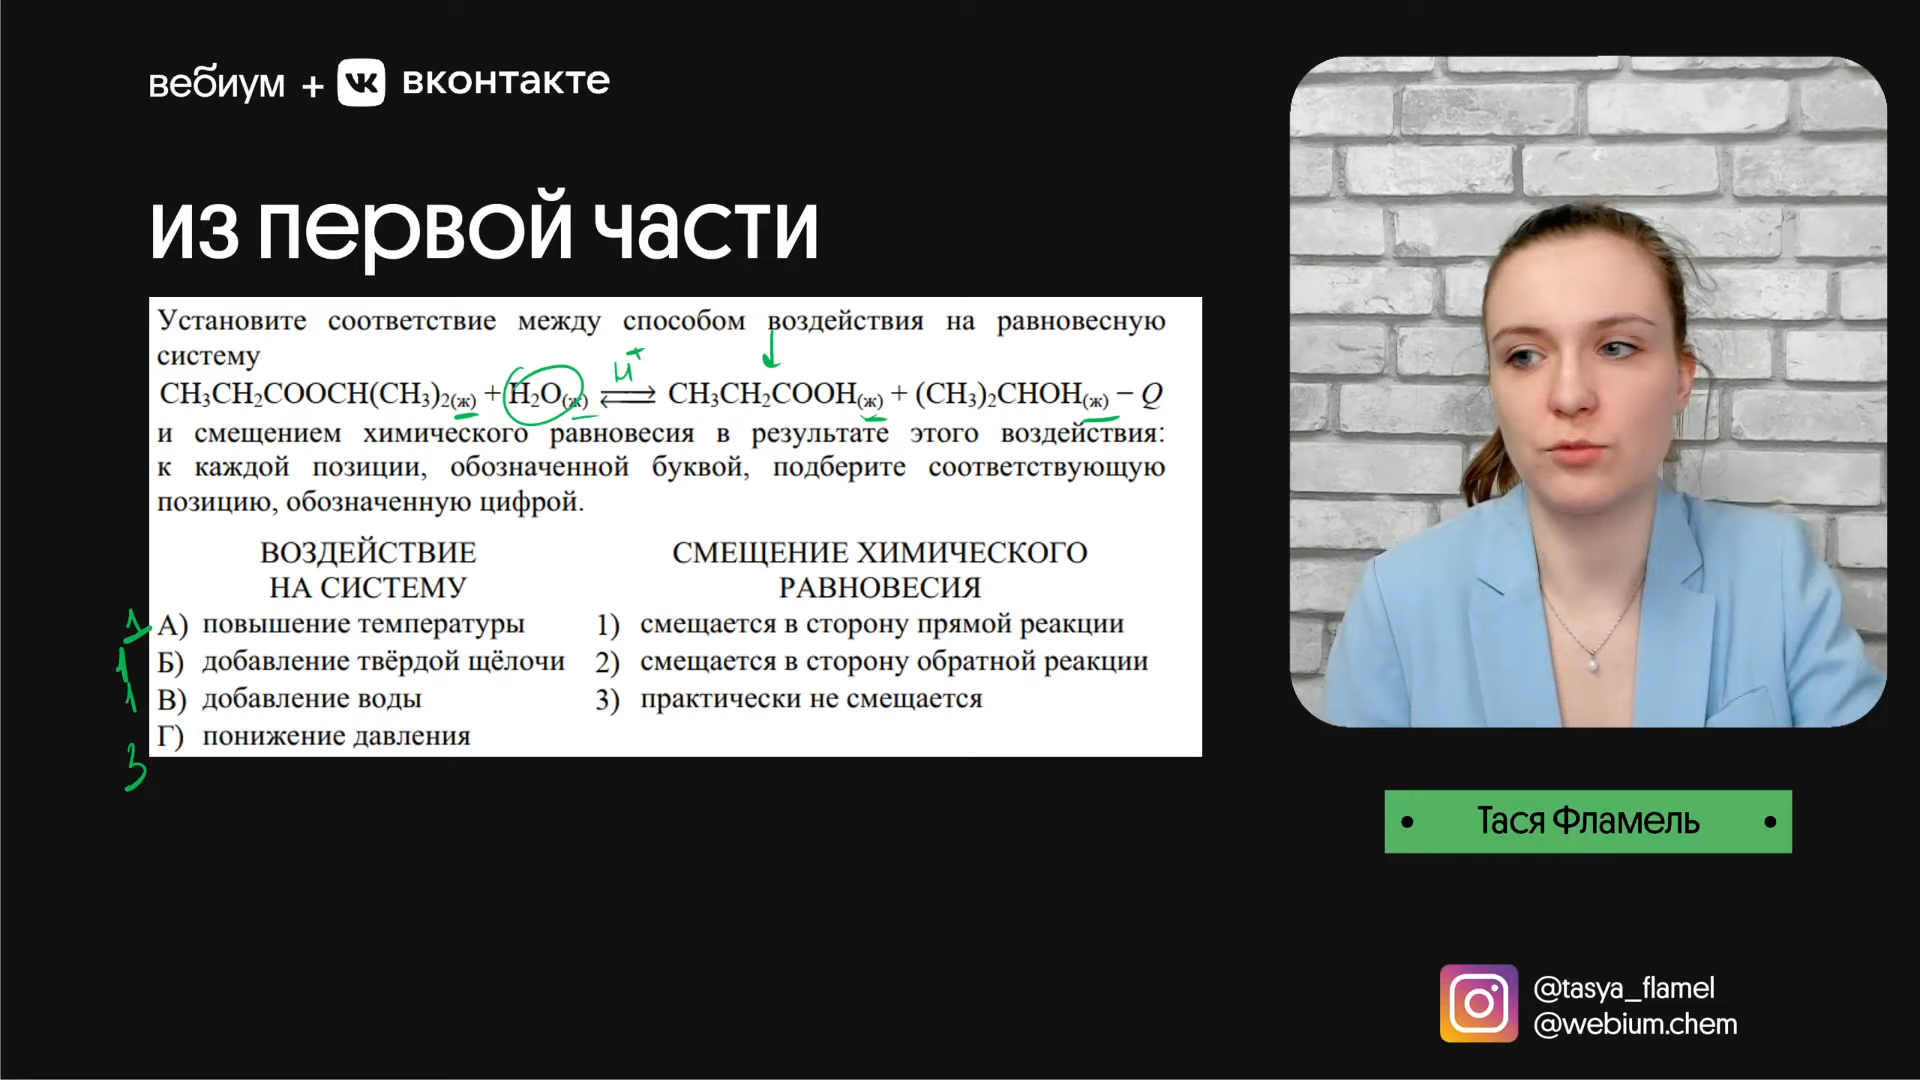 вебиум + вконтакте
из первой части
Установите соответствие между способом воздействия на равновесную
систему
H⁺
CH₃CH₂COOCH(CH₃)₂(ж) + H₂O(ж) ⇄ CH₃CH₂COOH(ж) + (CH₃)₂CHOH(ж) − Q
и смещением химического равновесия в результате этого воздействия:
к каждой позиции, обозначенной буквой, подберите соответствующую
позицию, обозначенную цифрой.
ВОЗДЕЙСТВИЕ
НА СИСТЕМУ
1 А) повышение температуры
1 Б) добавление твёрдой щёлочи
1 В) добавление воды
3 Г) понижение давления
СМЕЩЕНИЕ ХИМИЧЕСКОГО
РАВНОВЕСИЯ
1) смещается в сторону прямой реакции
2) смещается в сторону обратной реакции
3) практически не смещается
• Тася Фламель •
@tasya_flamel
@webium.chem